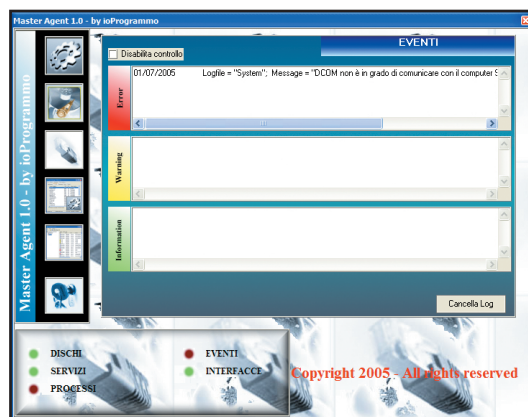 Master Agent 1.0 - by ioProgrammo
Master Agent 1.0 - by ioProgrammo
EVENTI
Disabilita controllo
Error
01/07/2005 Logfile = "System"; Message = "DCOM non è in grado di comunicare con il computer S
Warning
Information
Cancella Log
DISCHI
EVENTI
SERVIZI
INTERFACCE
PROCESSI
Copyright 2005 - All rights reserved